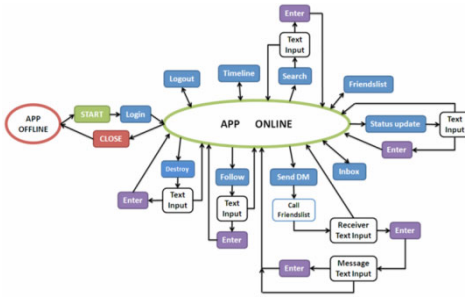 Enter
Text
Input
Logout
Timeline
Search
Friendslist
APP
OFFLINE
START
Login
CLOSE
APP ONLINE
Status update
Text
Input
Enter
Destroy
Follow
Send DM
Inbox
Enter
Text
Input
Text
Input
Call
Friendslist
Enter
Receiver
Text Input
Enter
Enter
Message
Text Input